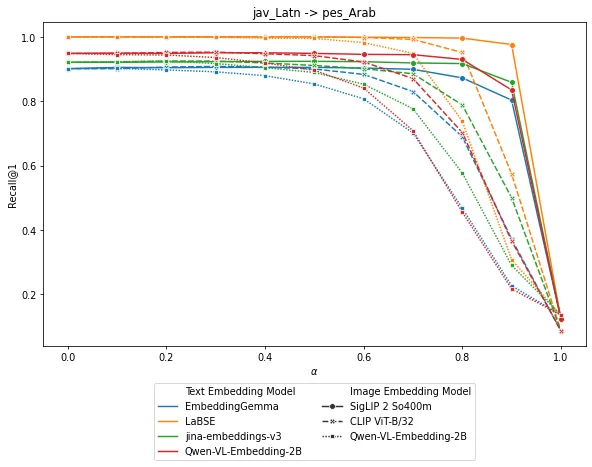 jav_Latn -> pes_Arab
Recall@1
1.0
0.8
0.6
0.4
0.2
0.0 0.2 0.4 0.6 0.8 1.0
α
Text Embedding Model Image Embedding Model
EmbeddingGemma SigLIP 2 So400m
LaBSE CLIP ViT-B/32
jina-embeddings-v3 Qwen-VL-Embedding-2B
Qwen-VL-Embedding-2B